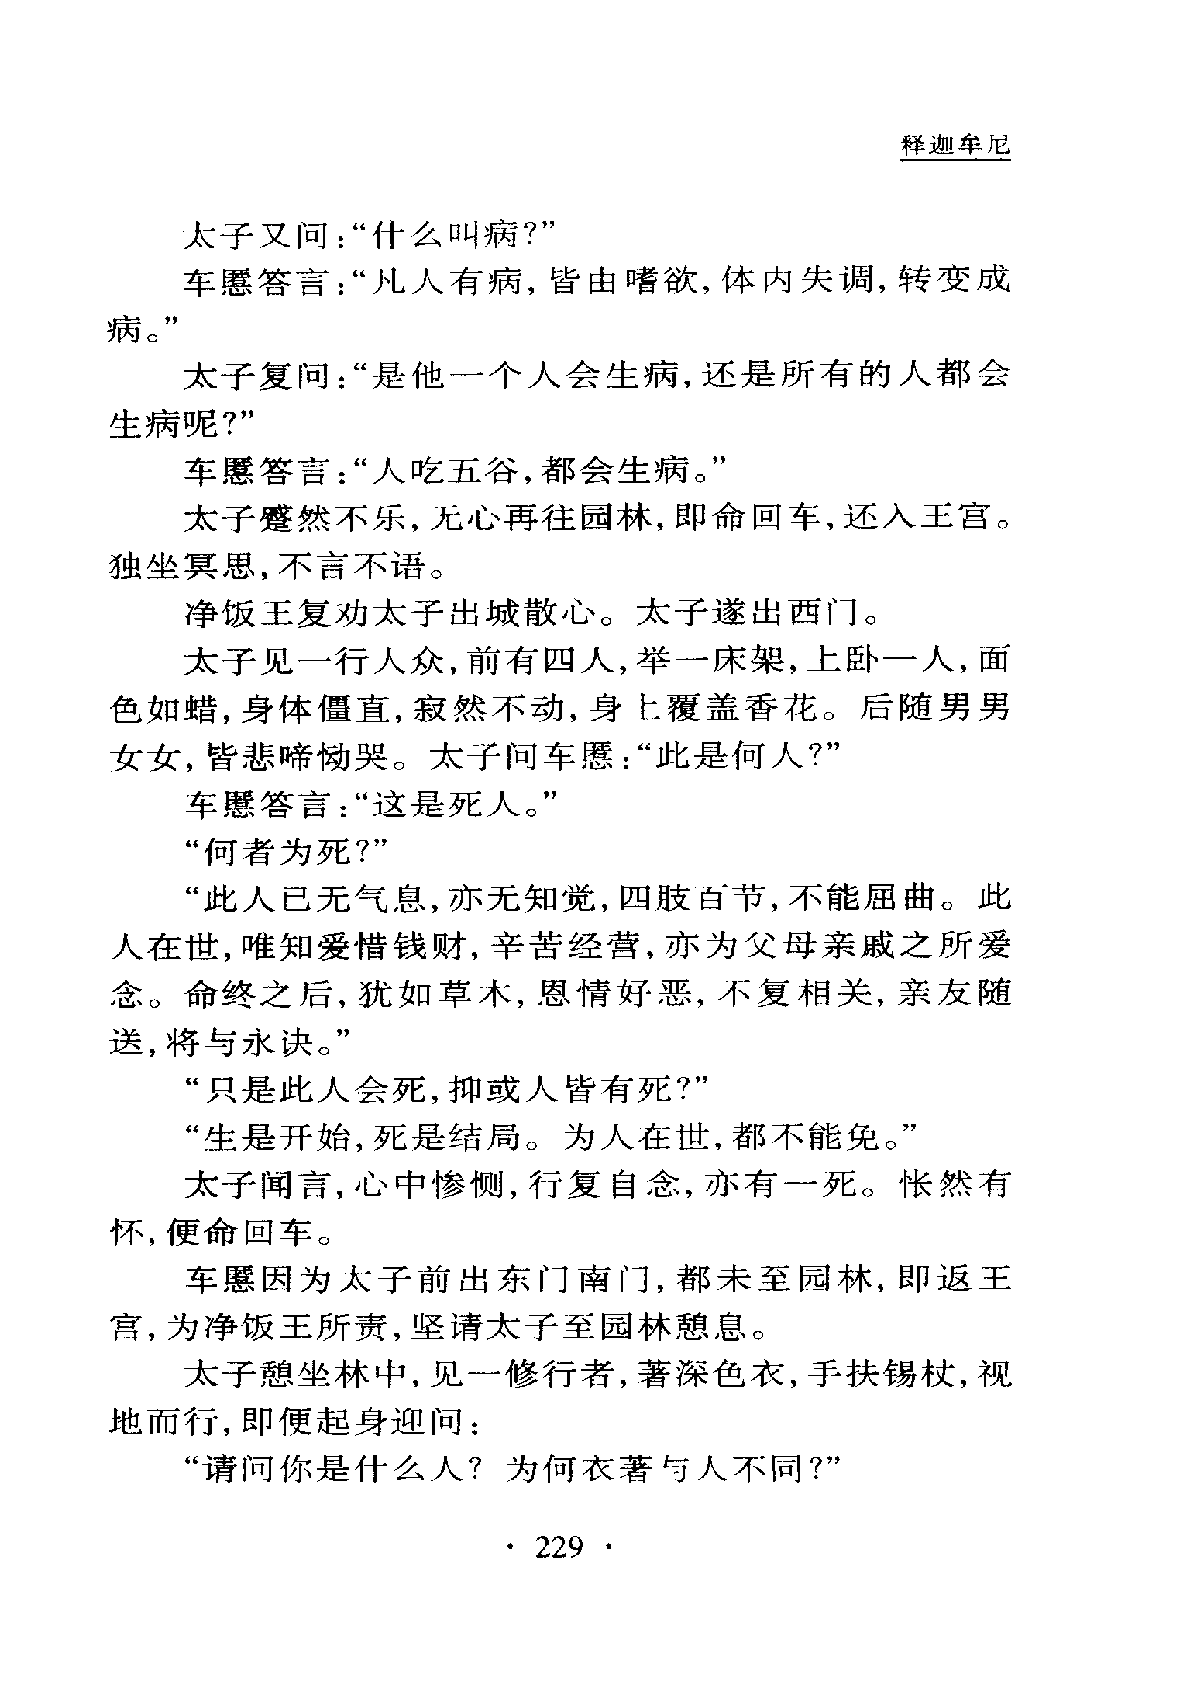 释迦牟尼
太子又问：“什么叫病？”
车匿答言：“凡人有病，皆由嗜欲，体内失调，转变成
病。”
太子复问：“是他一个人会生病，还是所有的人都会
生病呢？”
车匿答言：“人吃五谷，都会生病。”
太子蹙然不乐，无心再往园林，即命回车，还入王宫。
独坐冥思，不言不语。
净饭王复劝太子出城散心。太子遂出西门。
太子见一行人众，前有四人，举一床架，上卧一人，面
色如蜡，身体僵直，寂然不动，身上覆盖香花。后随男男
女女，皆悲啼恸哭。太子问车匿：“此是何人？”
车匿答言：“这是死人。”
“何者为死？”
“此人已无气息，亦无知觉，四肢百节，不能屈曲。此
人在世，唯知爱惜钱财，辛苦经营，亦为父母亲戚之所爱
念。命终之后，犹如草木，恩情好恶，不复相关，亲友随
送，将与永诀。”
“只是此人会死，抑或人皆有死？”
“生是开始，死是结局。为人在世，都不能免。”
太子闻言，心中惨恻，行复自念，亦有一死。怅然有
怀，便命回车。
车匿因为太子前出东门南门，都未至园林，即返王
宫，为净饭王所责，坚请太子至园林憩息。
太子憩坐林中，见一修行者，著深色衣，手扶锡杖，视
地而行，即便起身迎问：
“请问你是什么人？为何衣著与人不同？”
· 229 ·